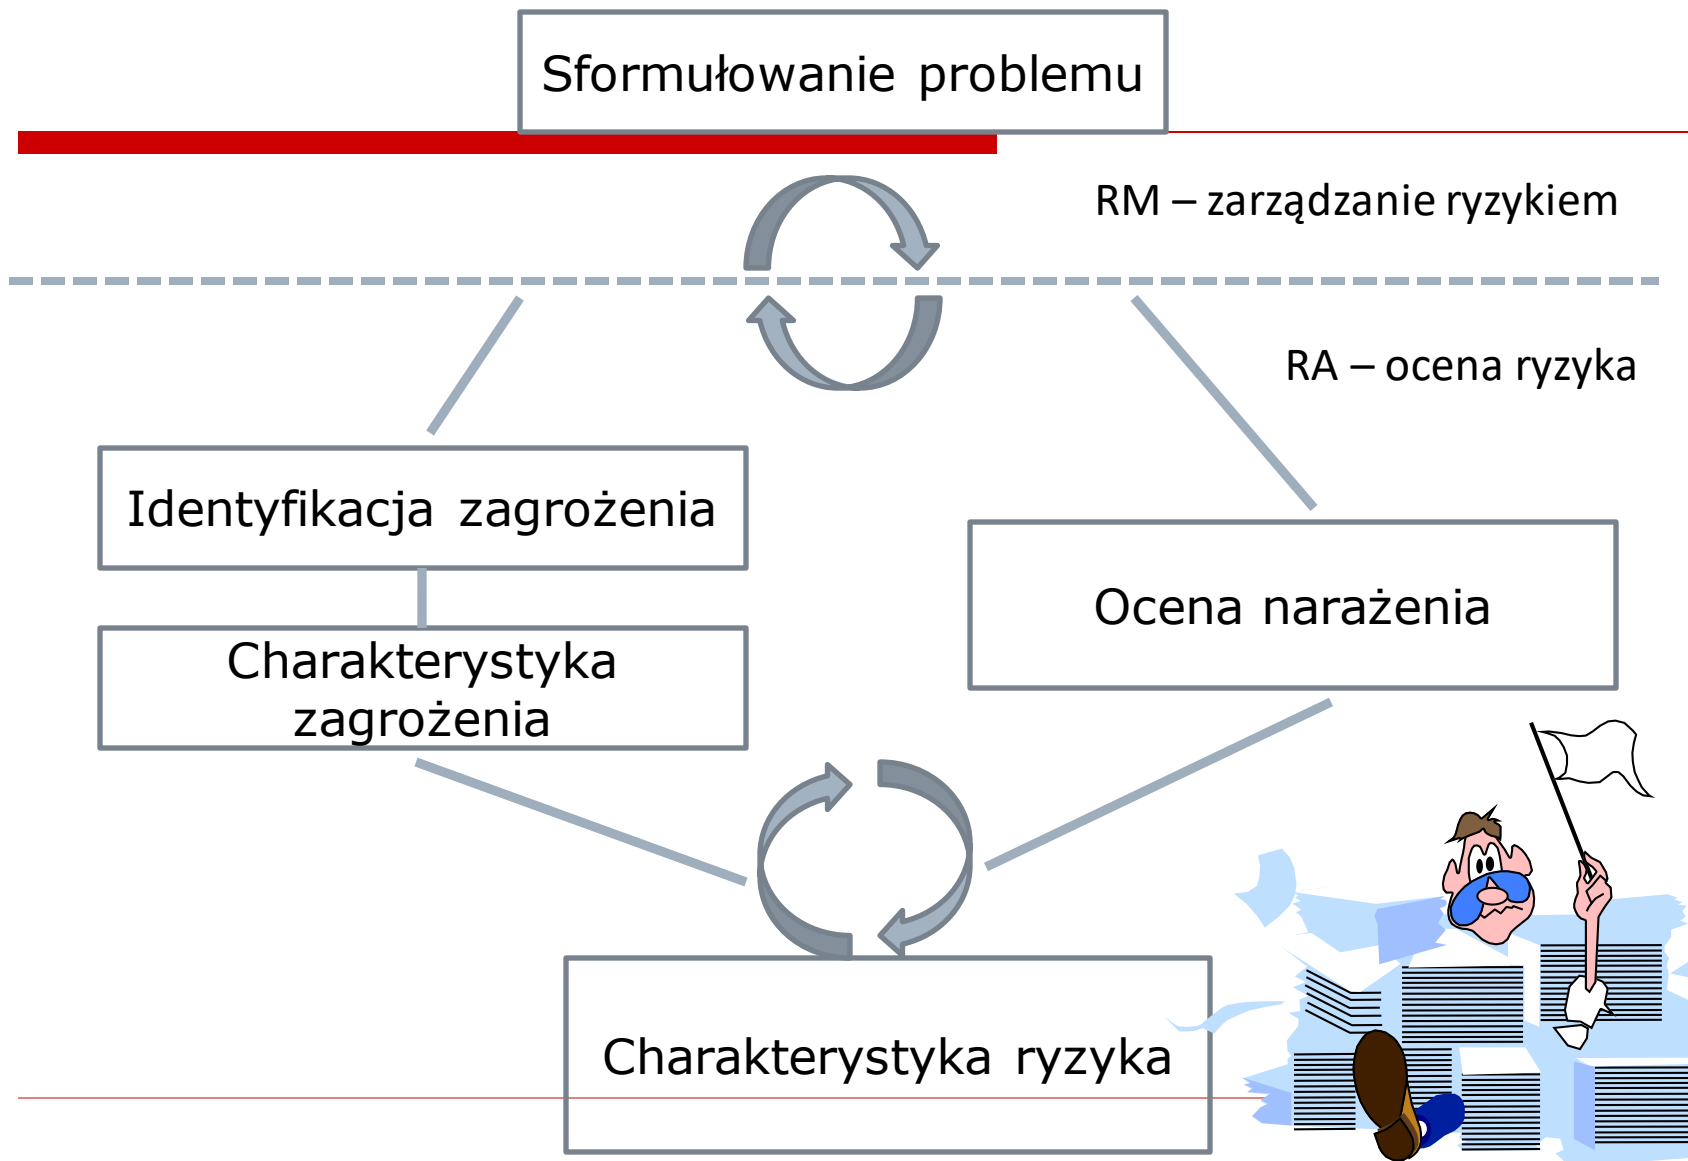 Sformułowanie problemu
RM – zarządzanie ryzykiem
RA – ocena ryzyka
Identyfikacja zagrożenia
Ocena narażenia
Charakterystyka
zagrożenia
Charakterystyka ryzyka